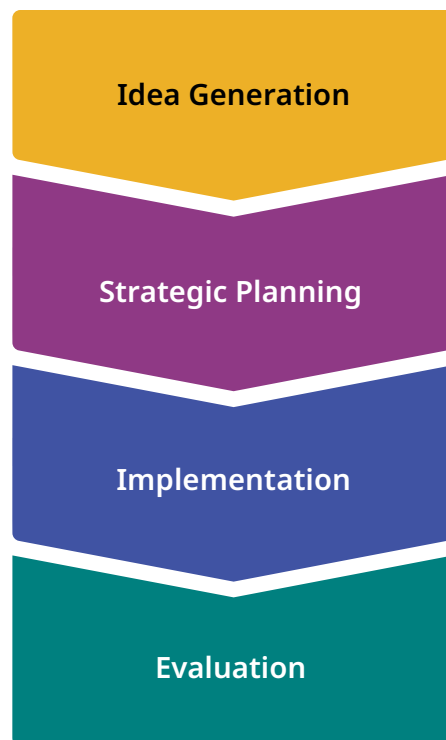 Idea Generation
Strategic Planning
Implementation
Evaluation